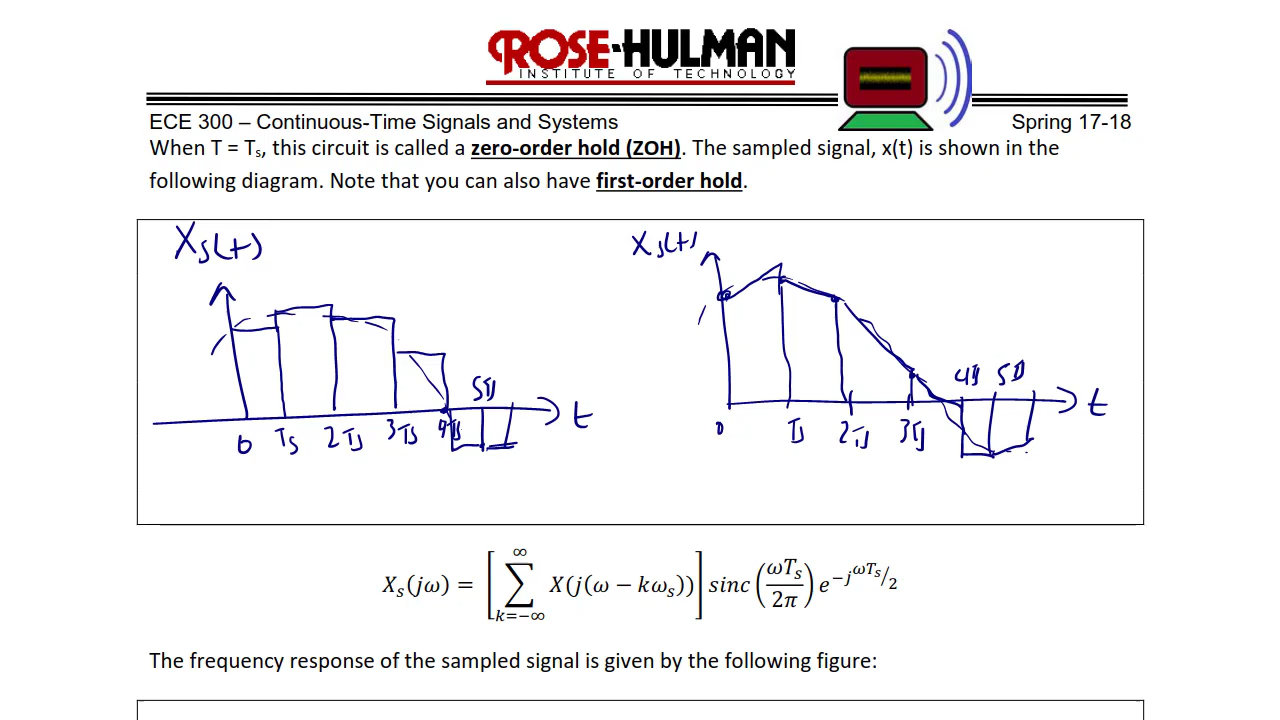 ROSE-HULMAN
INSTITUTE OF TECHNOLOGY
ECE 300 – Continuous-Time Signals and Systems Spring 17-18
When T = Tₛ, this circuit is called a zero-order hold (ZOH). The sampled signal, x(t) is shown in the
following diagram. Note that you can also have first-order hold.
Xs(t)
0 Ts 2Ts 3Ts 4Ts 5Ts t
Xs(t)
0 Ts 2Ts 3Ts 4Ts 5Ts t
Xₛ(jω) = [∑_{k=−∞}^{∞} X(j(ω − kωₛ))] sinc(ωTₛ/2π) e^{−jωTₛ/2}
The frequency response of the sampled signal is given by the following figure: